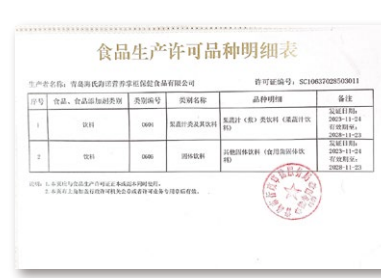 食品生产许可品种明细表
生产者名称：青岛海氏海诺营养掌柜保健食品有限公司 许可证编号：SC10637028503011
序号 食品、食品添加剂类别 类别编号 类别名称 品种明细 备注
1 饮料 0605 果蔬汁类及其饮料 果蔬汁（浆）类饮料（果蔬汁饮料） 发证日期：2023-11-24 有效期至：2028-11-23
2 饮料 0606 固体饮料 其他固体饮料（食用菌固体饮料） 发证日期：2023-11-24 有效期至：2028-11-23